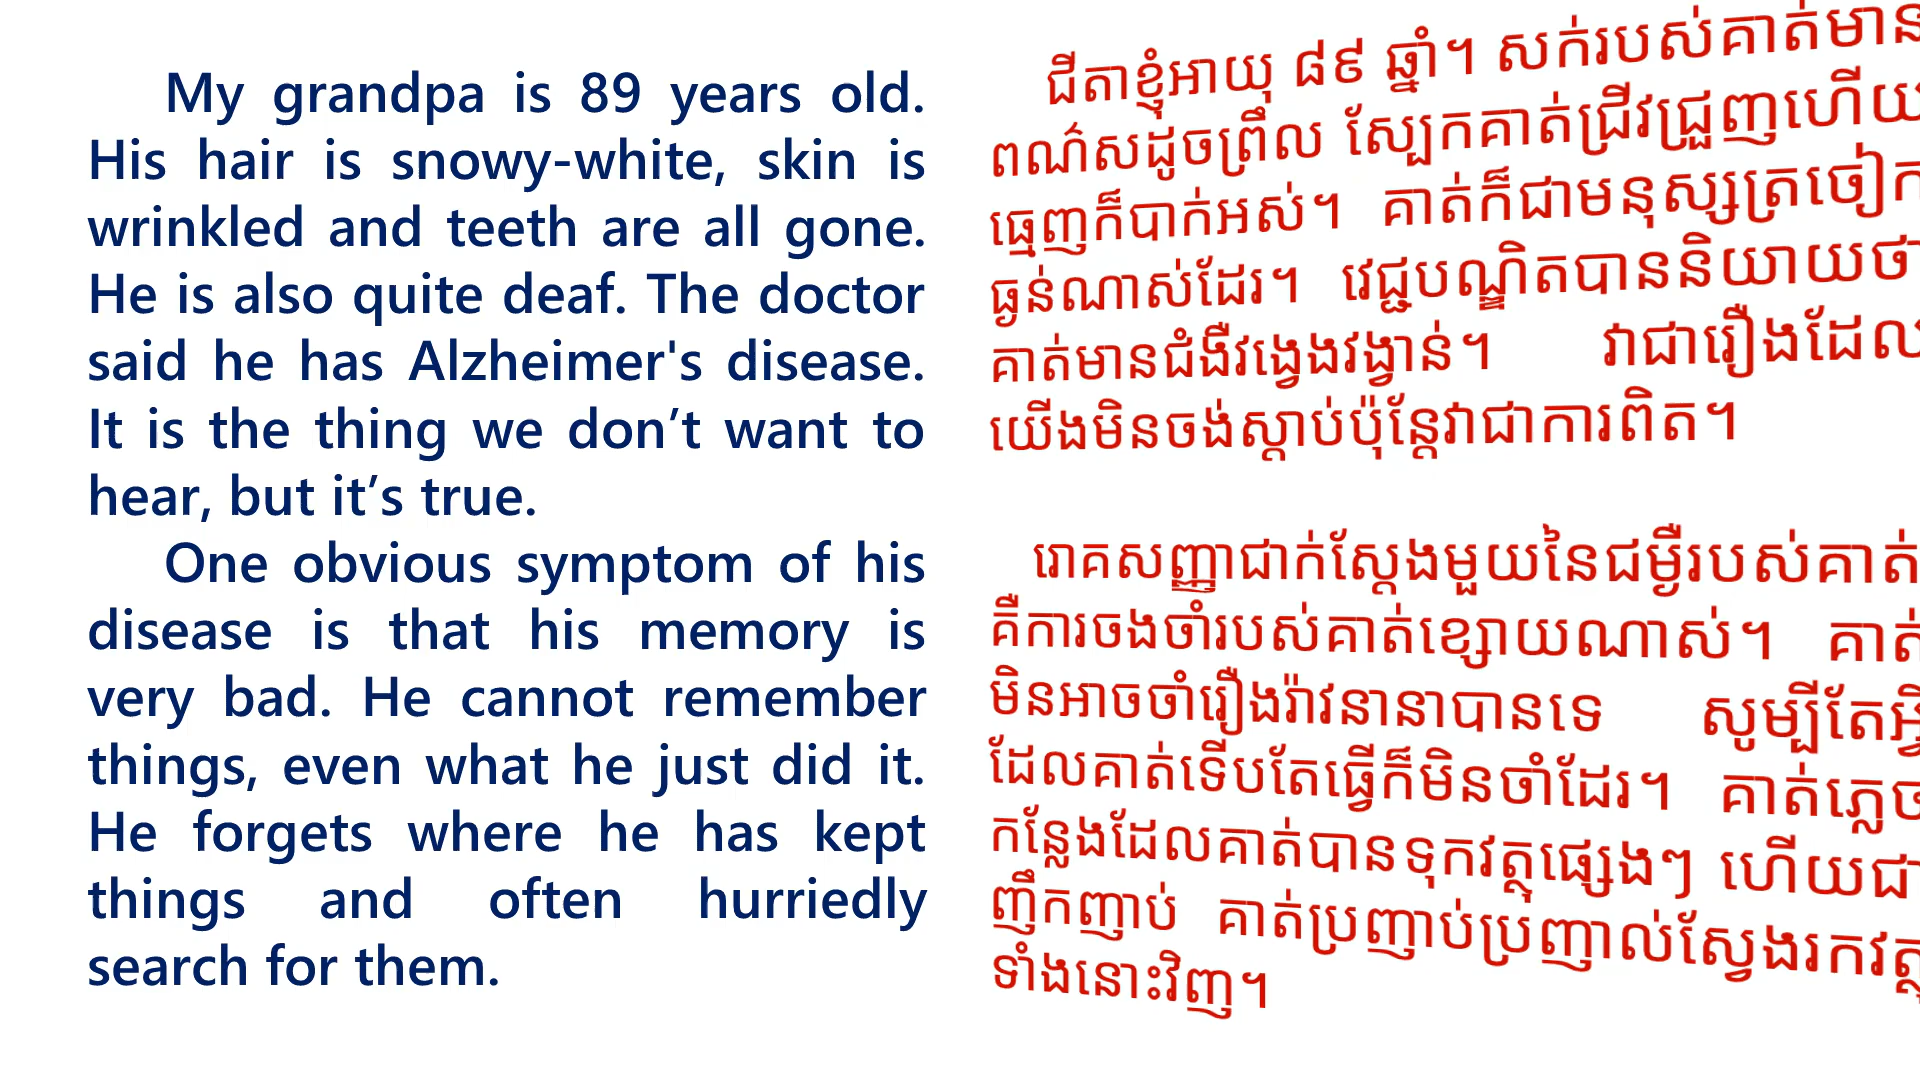 My grandpa is 89 years old.
His hair is snowy-white, skin is
wrinkled and teeth are all gone.
He is also quite deaf. The doctor
said he has Alzheimer's disease.
It is the thing we don’t want to
hear, but it’s true.
One obvious symptom of his
disease is that his memory is
very bad. He cannot remember
things, even what he just did it.
He forgets where he has kept
things and often hurriedly
search for them.
ជីតាខ្ញុំអាយុ ៨៩ ឆ្នាំ។ សក់របស់គាត់មាន
ពណ៌សដូចព្រឹល ស្បែកគាត់ជ្រីវជ្រួញហើយ
ធ្មេញក៏បាក់អស់។ គាត់ក៏ជាមនុស្សត្រចៀក
ធ្ងន់ណាស់ដែរ។ វេជ្ជបណ្ឌិតបាននិយាយថា
គាត់មានជំងឺវង្វេងវង្វាន់។ វាជារឿងដែល
យើងមិនចង់ស្តាប់ប៉ុន្តែវាជាការពិត។
រោគសញ្ញាជាក់ស្តែងមួយនៃជម្ងឺរបស់គាត់
គឺការចងចាំរបស់គាត់ខ្សោយណាស់។ គាត់
មិនអាចចាំរឿងរ៉ាវនានាបានទេ សូម្បីតែអ្វី
ដែលគាត់ទើបតែធ្វើក៏មិនចាំដែរ។ គាត់ភ្លេច
កន្លែងដែលគាត់បានទុកវត្ថុផ្សេងៗ ហើយជា
ញឹកញាប់ គាត់ប្រញាប់ប្រញាល់ស្វែងរកវត្ថុ
ទាំងនោះវិញ។